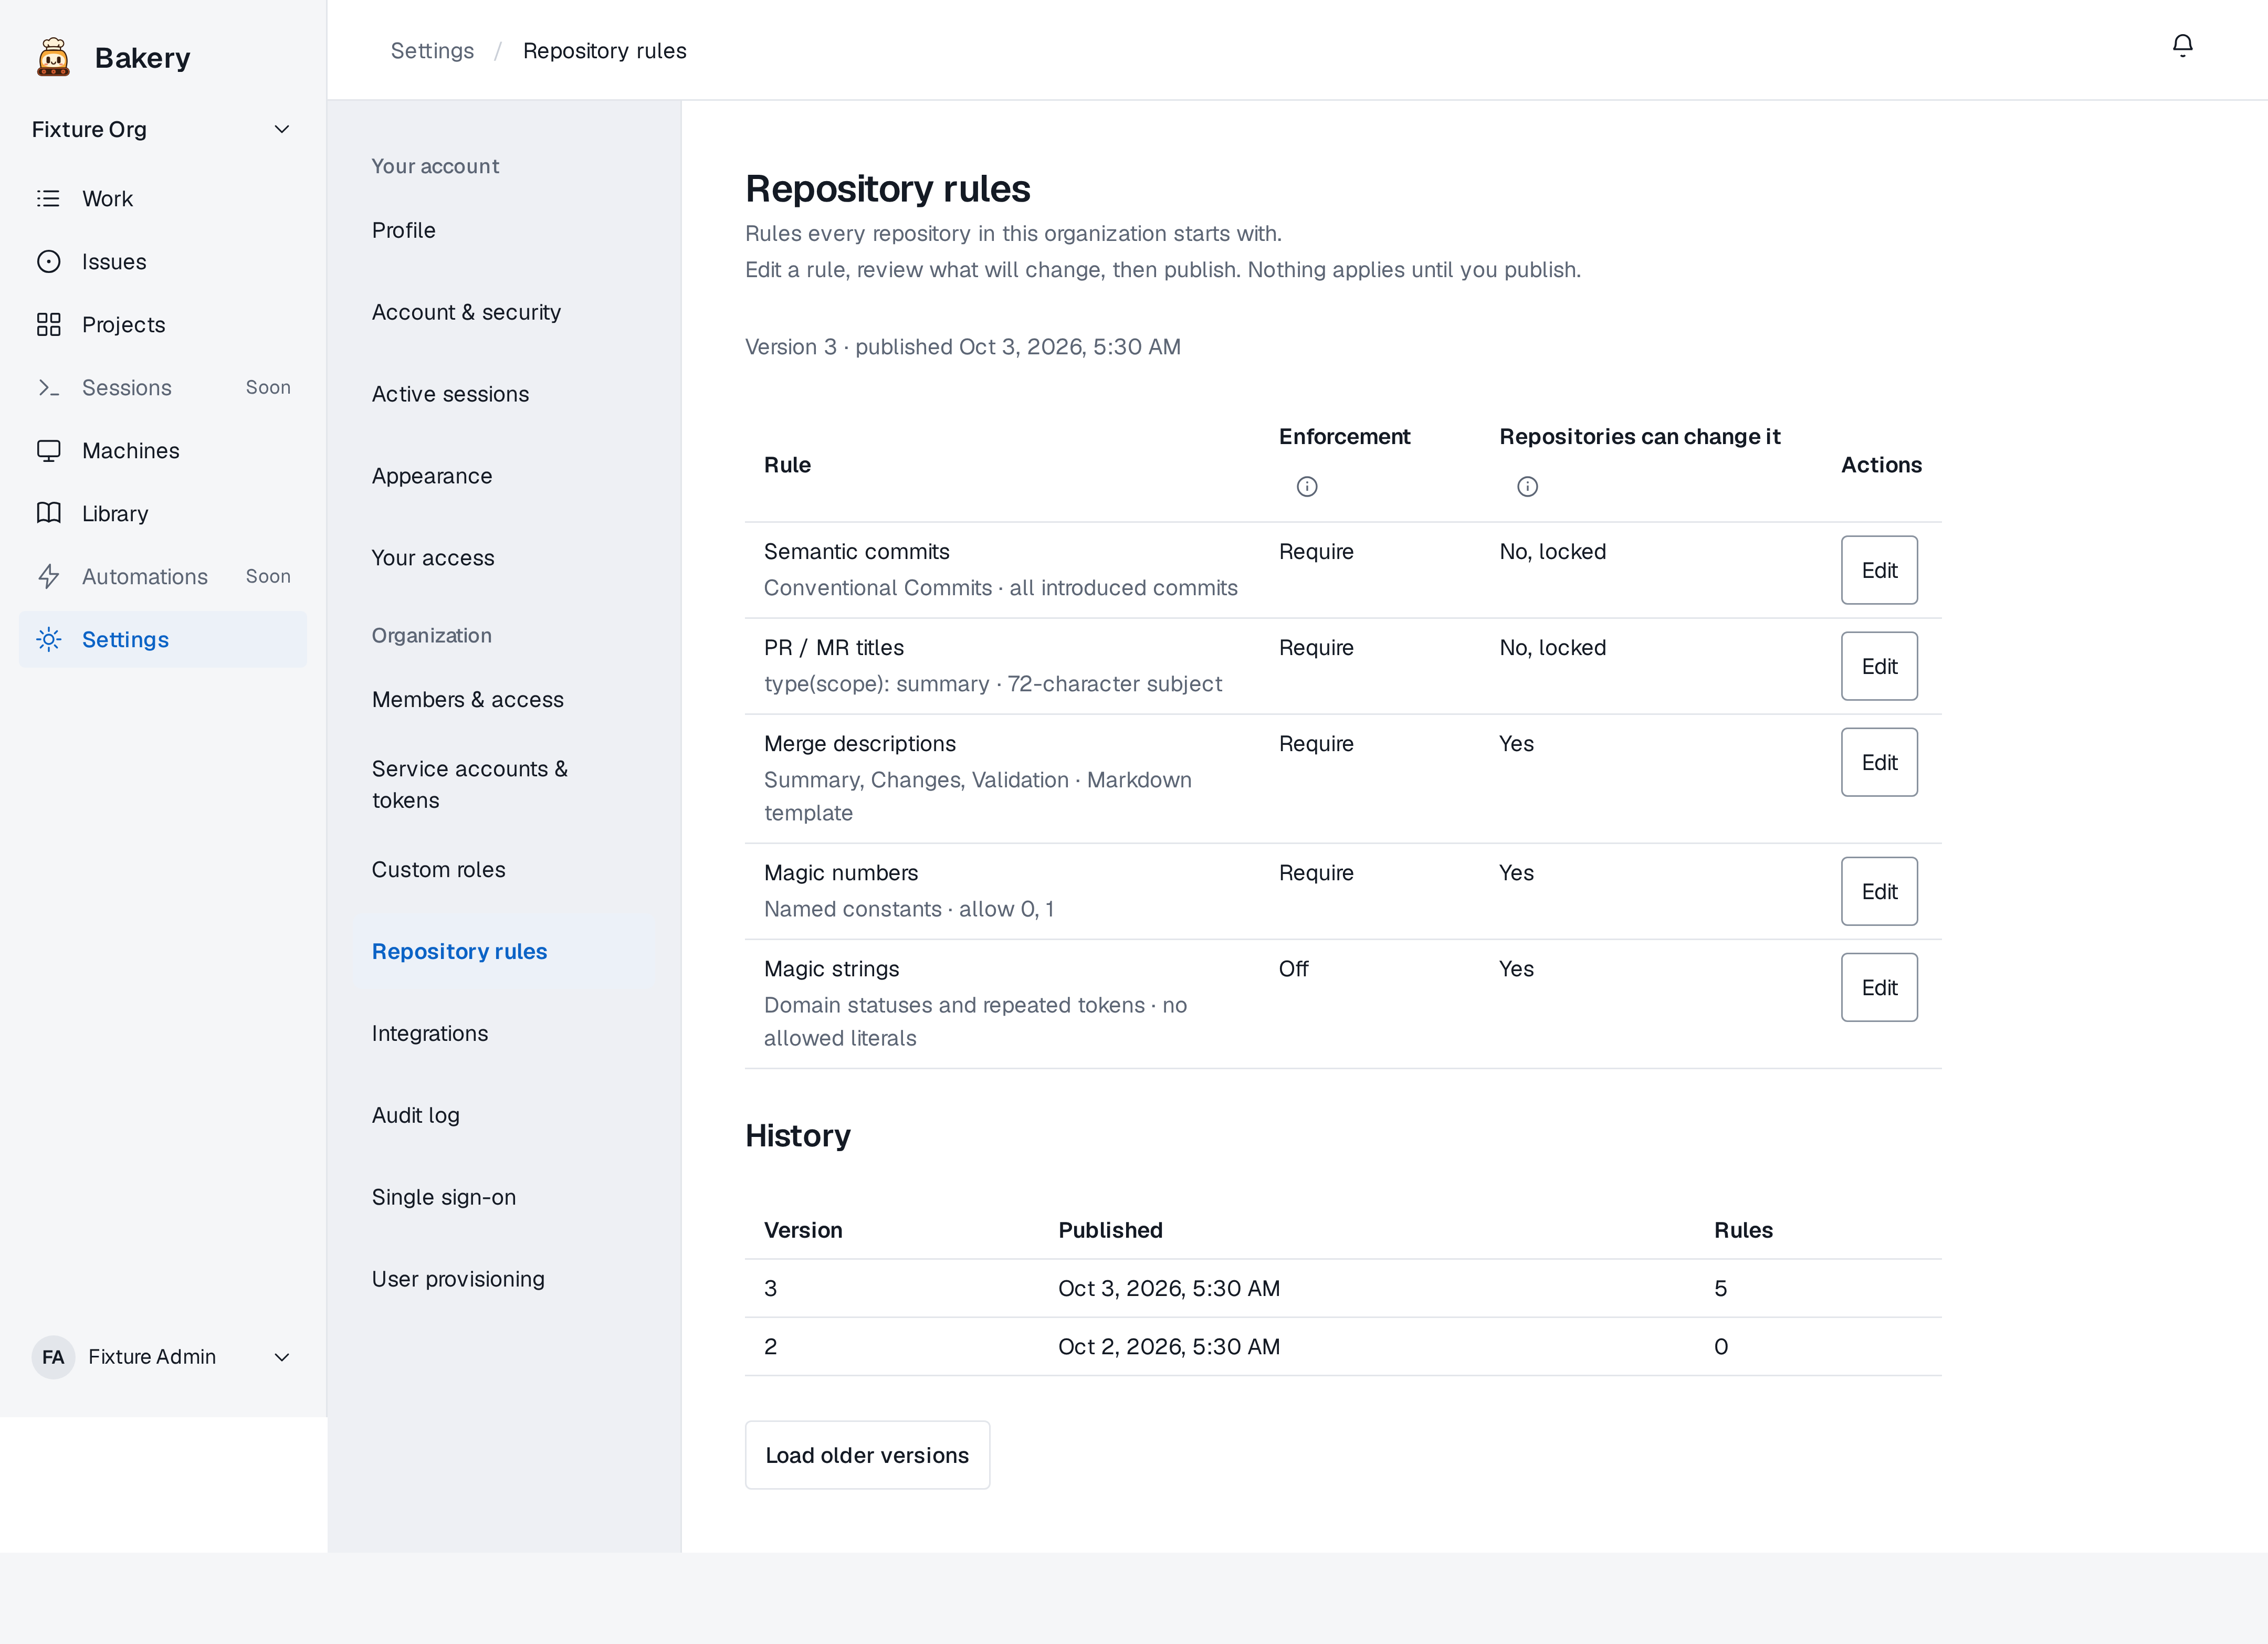 Bakery
Fixture Org
Work
Issues
Projects
Sessions Soon
Machines
Library
Automations Soon
Settings
FA Fixture Admin
Settings / Repository rules
Your account
Profile
Account & security
Active sessions
Appearance
Your access
Organization
Members & access
Service accounts &
tokens
Custom roles
Repository rules
Integrations
Audit log
Single sign-on
User provisioning
Repository rules
Rules every repository in this organization starts with.
Edit a rule, review what will change, then publish. Nothing applies until you publish.
Version 3 · published Oct 3, 2026, 5:30 AM
Rule Enforcement Repositories can change it Actions
Semantic commits Require No, locked Edit
Conventional Commits · all introduced commits
PR / MR titles Require No, locked Edit
type(scope): summary · 72-character subject
Merge descriptions Require Yes Edit
Summary, Changes, Validation · Markdown
template
Magic numbers Require Yes Edit
Named constants · allow 0, 1
Magic strings Off Yes Edit
Domain statuses and repeated tokens · no
allowed literals
History
Version Published Rules
3 Oct 3, 2026, 5:30 AM 5
2 Oct 2, 2026, 5:30 AM 0
Load older versions